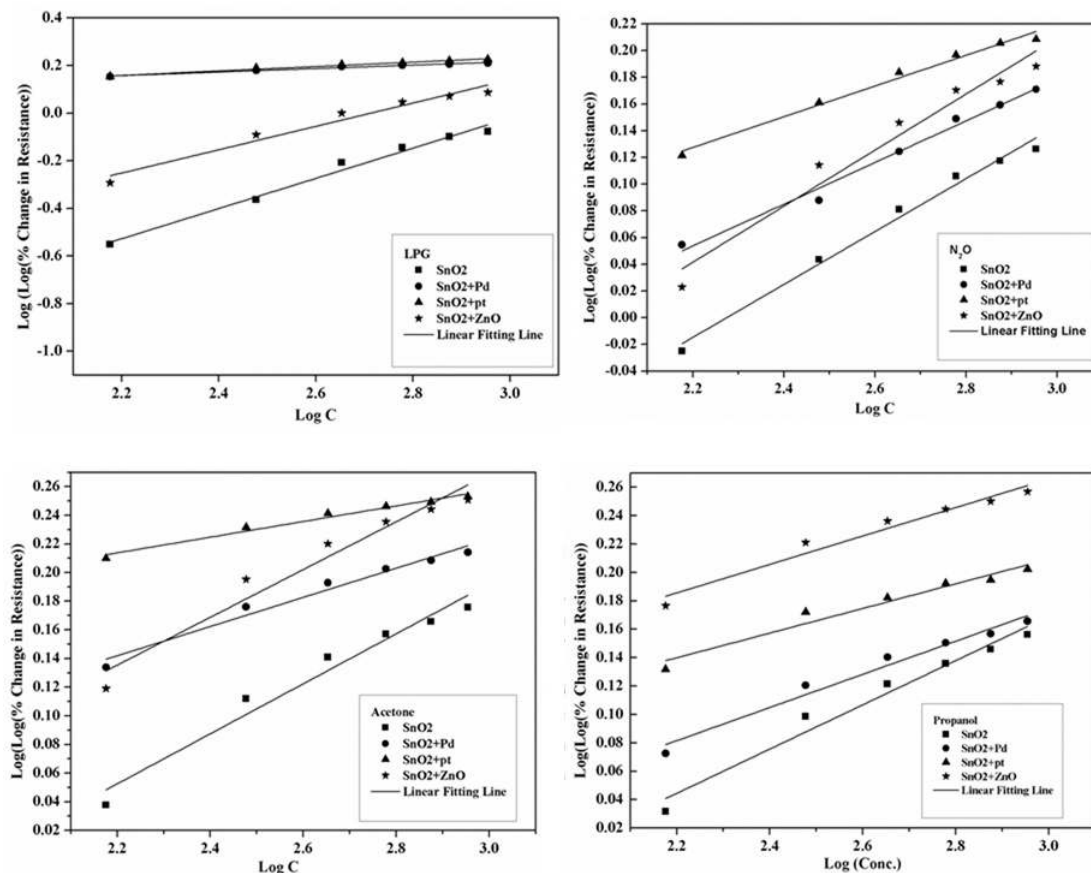 0.4
0.2
0.0
-0.2
-0.4
-0.6
-0.8
-1.0
Log (Log(% Change in Resistance))
LPG
SnO2
SnO2+Pd
SnO2+pt
SnO2+ZnO
Linear Fitting Line
2.2 2.4 2.6 2.8 3.0
Log C
0.22
0.20
0.18
0.16
0.14
0.12
0.10
0.08
0.06
0.04
0.02
0.00
-0.02
-0.04
Log(Log(% Change in Resistance))
N2O
SnO2
SnO2+Pd
SnO2+pt
SnO2+ZnO
Linear Fitting Line
2.2 2.4 2.6 2.8 3.0
Log C
0.26
0.24
0.22
0.20
0.18
0.16
0.14
0.12
0.10
0.08
0.06
0.04
0.02
Log(Log(% Change in Resistance))
Acetone
SnO2
SnO2+Pd
SnO2+pt
SnO2+ZnO
Linear Fitting Line
2.2 2.4 2.6 2.8 3.0
Log C
0.26
0.24
0.22
0.20
0.18
0.16
0.14
0.12
0.10
0.08
0.06
0.04
0.02
Log(Log(% Change in Resistance))
Propanol
SnO2
SnO2+Pd
SnO2+pt
SnO2+ZnO
Linear Fitting Line
2.2 2.4 2.6 2.8 3.0
Log (Conc.)